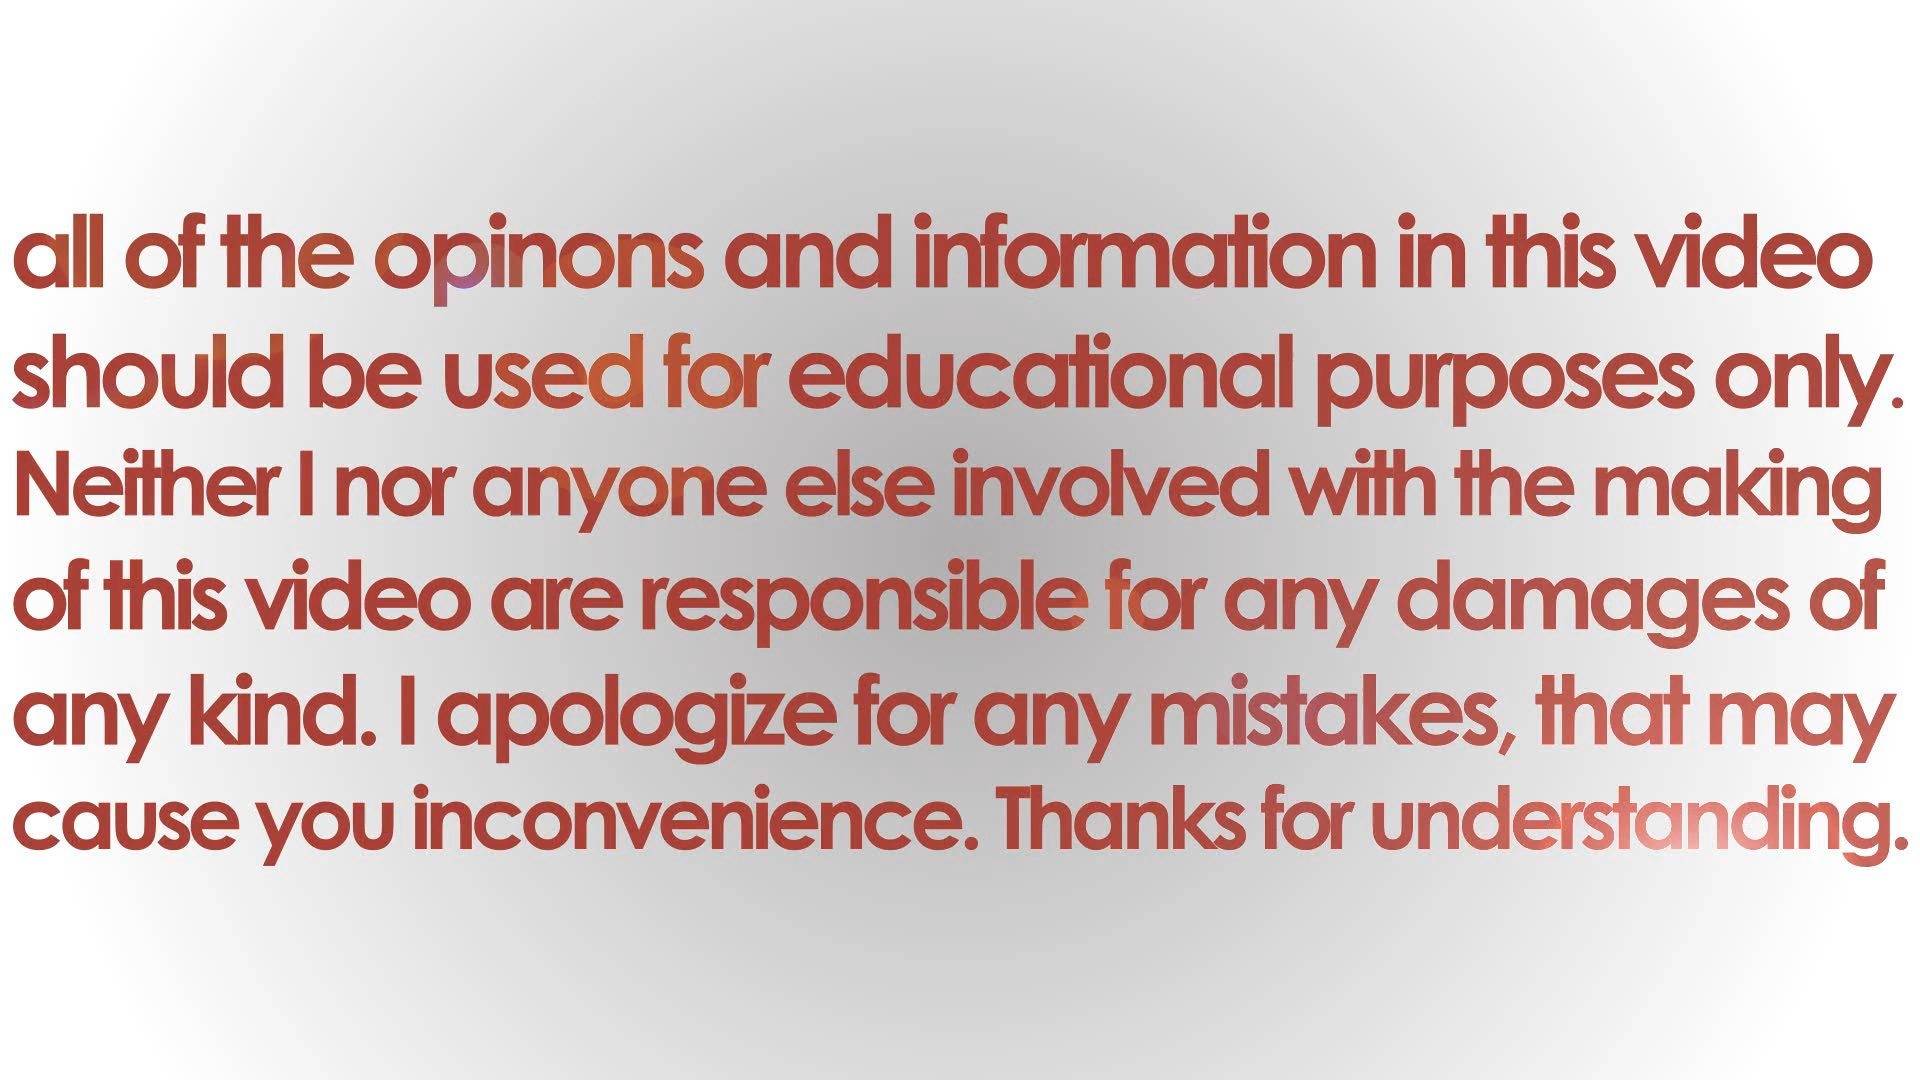 all of the opinons and information in this video
should be used for educational purposes only.
Neither I nor anyone else involved with the making
of this video are responsible for any damages of
any kind. I apologize for any mistakes, that may
cause you inconvenience. Thanks for understanding.